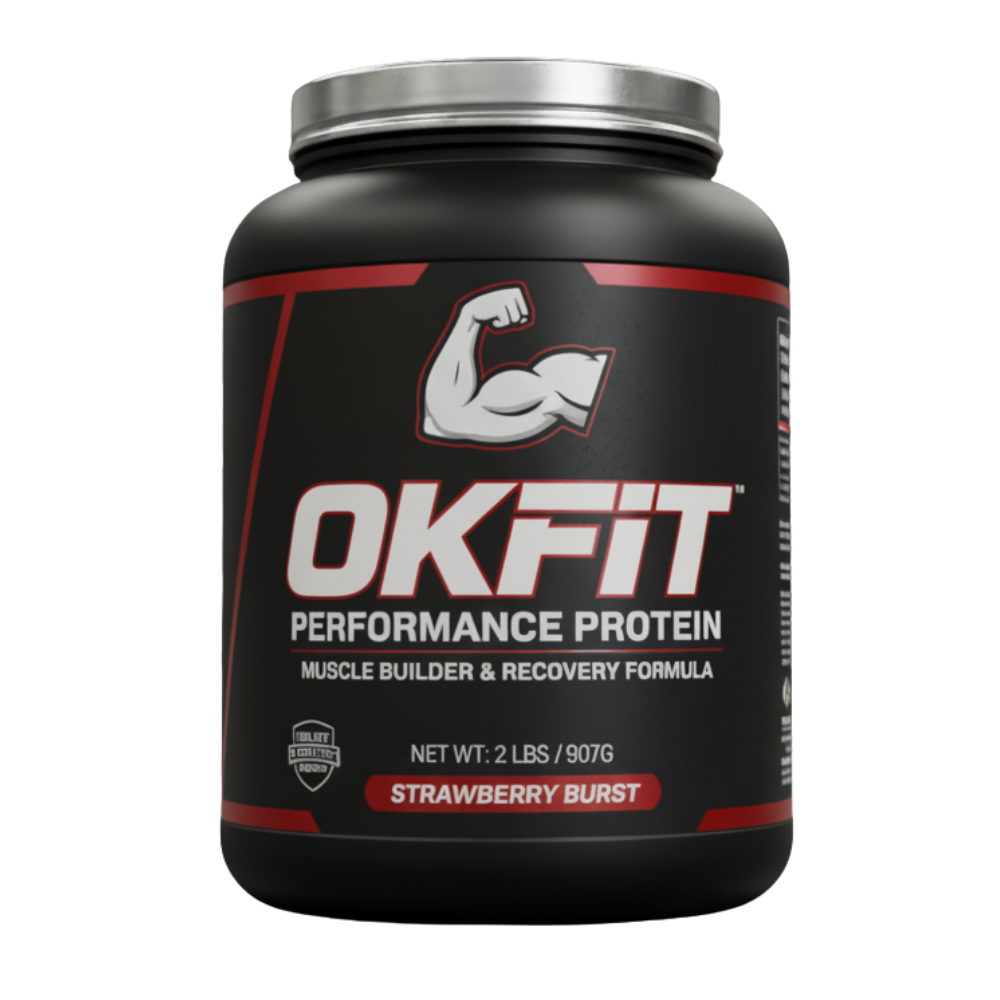 OKFiT™
PERFORMANCE PROTEIN
MUSCLE BUILDER & RECOVERY FORMULA
NET WT: 2 LBS / 907G
STRAWBERRY BURST